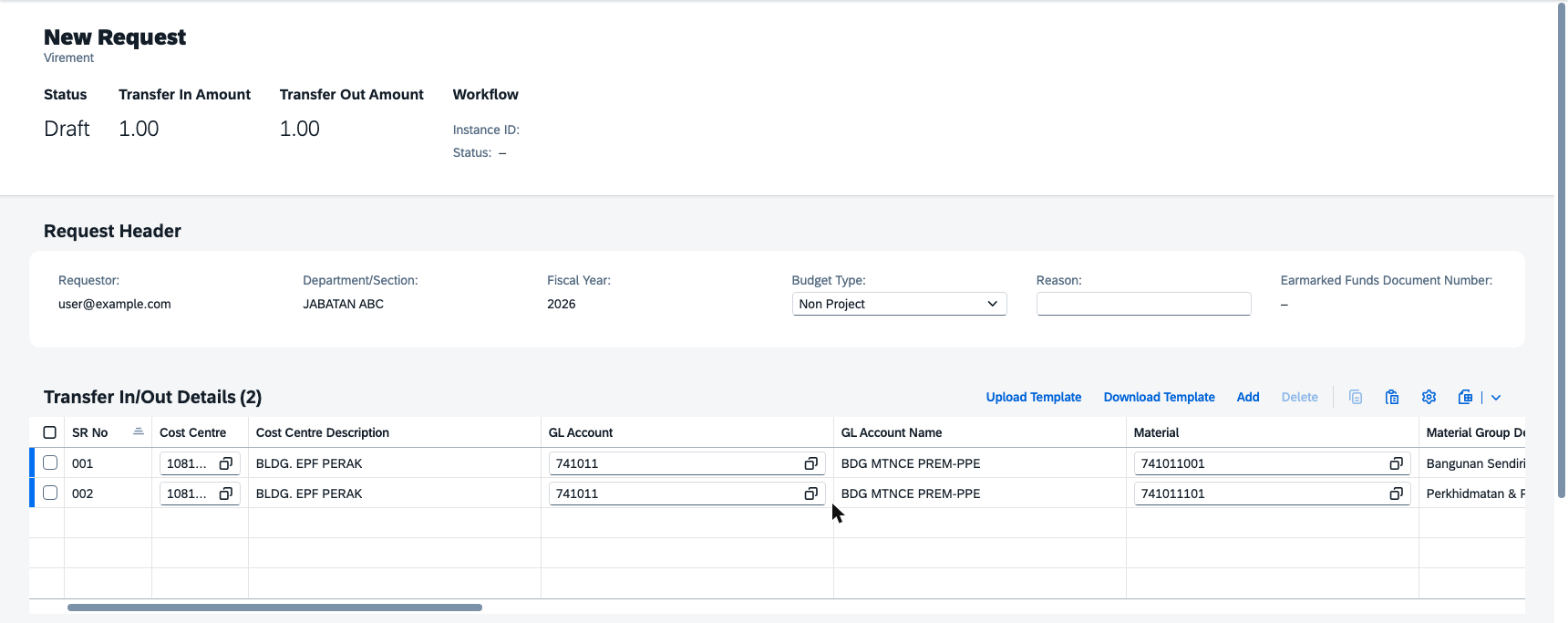 New Request
Virement
Status Transfer In Amount Transfer Out Amount Workflow
Draft 1.00 1.00 Instance ID:
Status: –
Request Header
Requestor: Department/Section: Fiscal Year: Budget Type: Reason: Earmarked Funds Document Number:
user@example.com JABATAN ABC 2026 Non Project –
Transfer In/Out Details (2) Upload Template Download Template Add Delete
SR No Cost Centre Cost Centre Description GL Account GL Account Name Material Material Group De
001 1081... BLDG. EPF PERAK 741011 BDG MTNCE PREM-PPE 741011001 Bangunan Sendiri
002 1081... BLDG. EPF PERAK 741011 BDG MTNCE PREM-PPE 741011101 Perkhidmatan & P